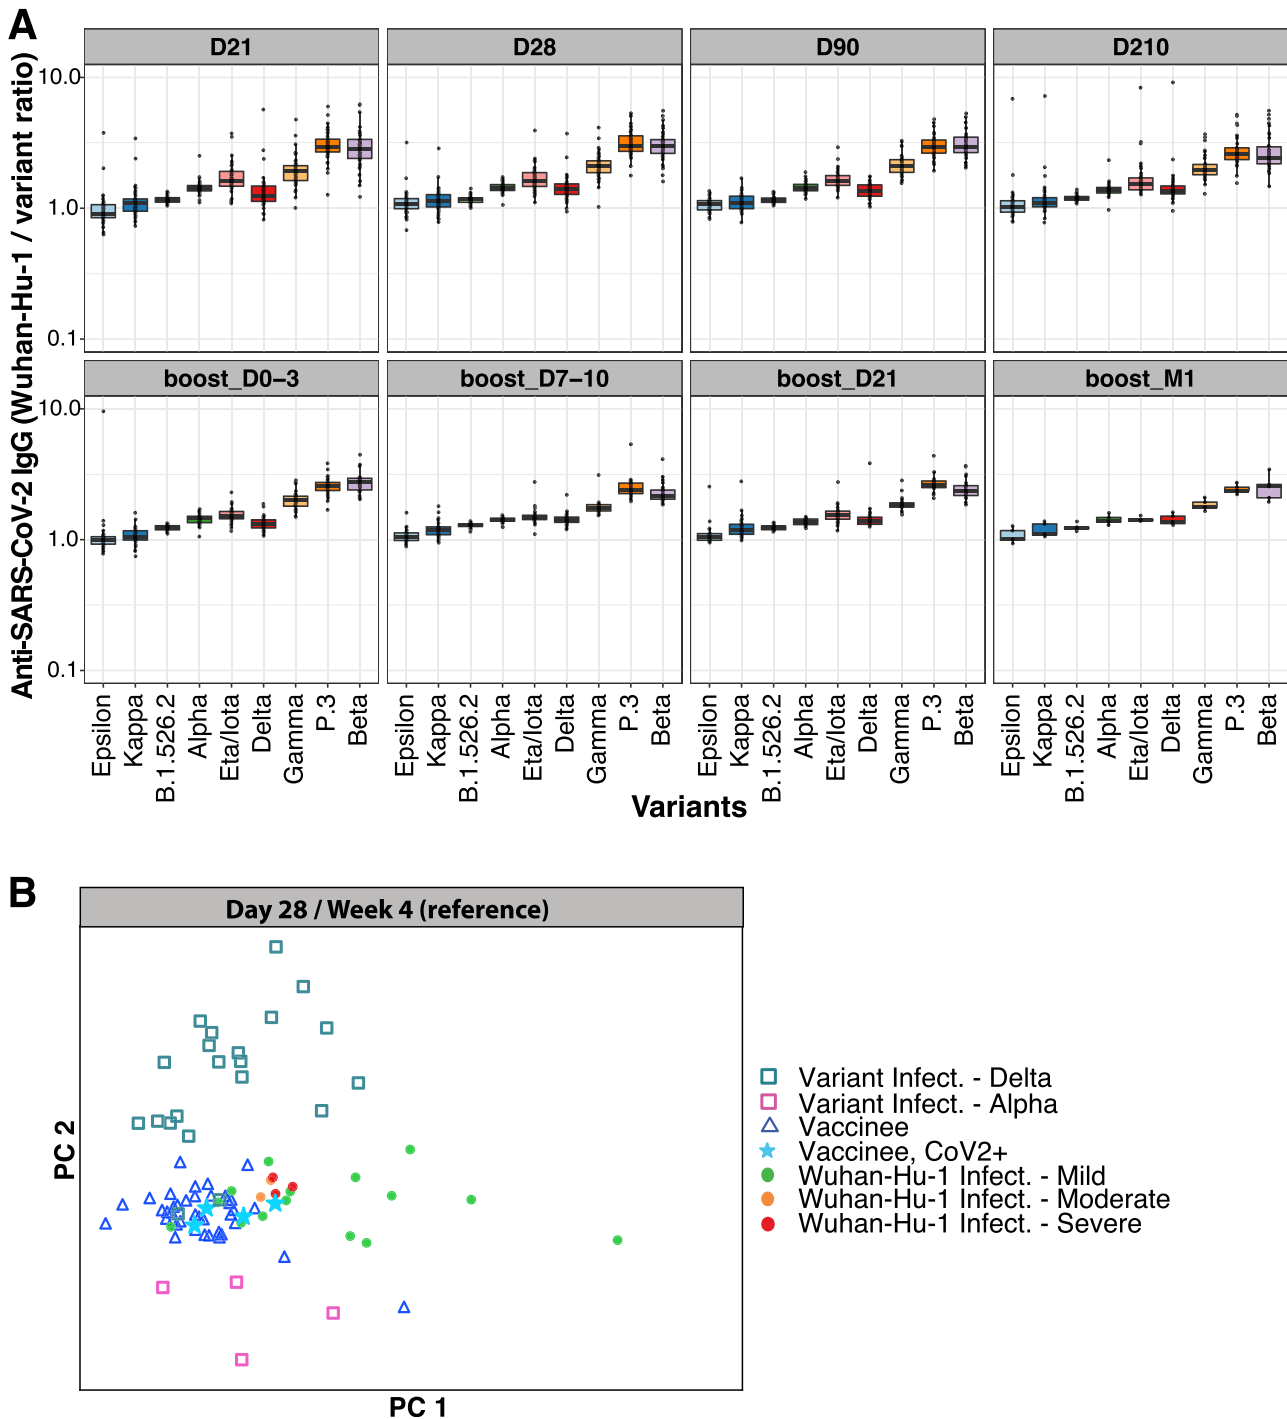 A
Anti-SARS-CoV-2 IgG (Wuhan-Hu-1 / variant ratio)
D21
D28
D90
D210
10.0
1.0
0.1
boost_D0–3
boost_D7–10
boost_D21
boost_M1
10.0
1.0
0.1
Epsilon
Kappa
B.1.526.2
Alpha
Eta/Iota
Delta
Gamma
P.3
Beta
Epsilon
Kappa
B.1.526.2
Alpha
Eta/Iota
Delta
Gamma
P.3
Beta
Epsilon
Kappa
B.1.526.2
Alpha
Eta/Iota
Delta
Gamma
P.3
Beta
Epsilon
Kappa
B.1.526.2
Alpha
Eta/Iota
Delta
Gamma
P.3
Beta
Variants
B
Day 28 / Week 4 (reference)
PC 2
PC 1
Variant Infect. - Delta
Variant Infect. - Alpha
Vaccinee
Vaccinee, CoV2+
Wuhan-Hu-1 Infect. - Mild
Wuhan-Hu-1 Infect. - Moderate
Wuhan-Hu-1 Infect. - Severe